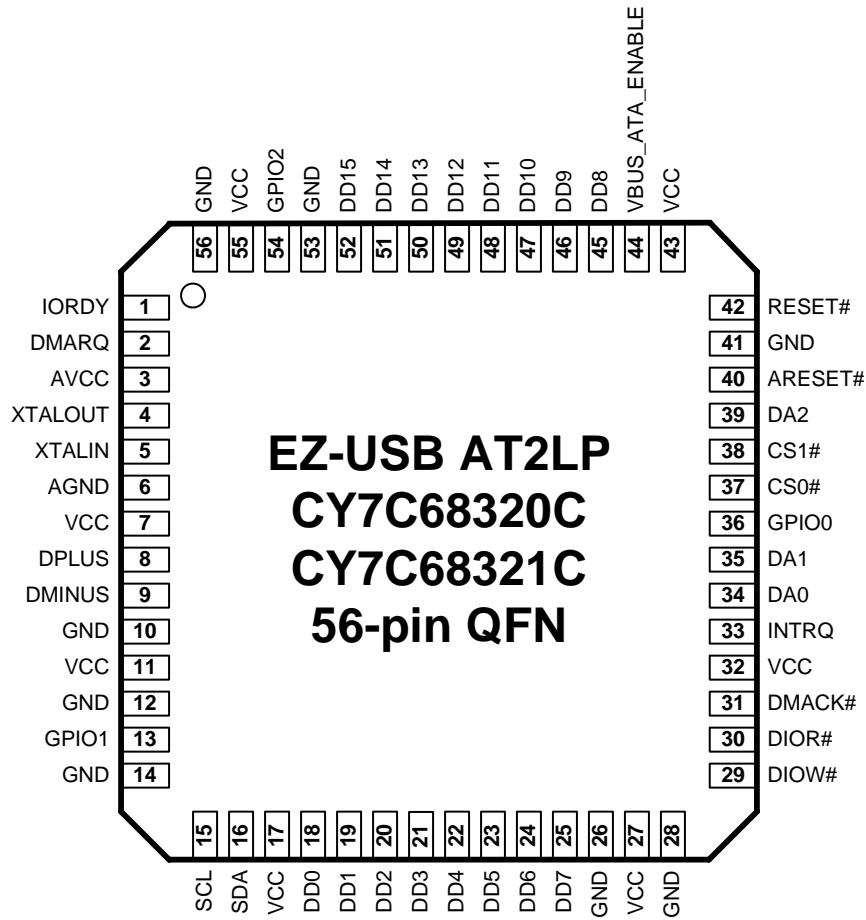 GND
VCC
GPIO2
GND
DD15
DD14
DD13
DD12
DD11
DD10
DD9
DD8
VBUS_ATA_ENABLE
VCC
56
55
54
53
52
51
50
49
48
47
46
45
44
43
IORDY 1
DMARQ 2
AVCC 3
XTALOUT 4
XTALIN 5
AGND 6
VCC 7
DPLUS 8
DMINUS 9
GND 10
VCC 11
GND 12
GPIO1 13
GND 14
EZ-USB AT2LP
CY7C68320C
CY7C68321C
56-pin QFN
42 RESET#
41 GND
40 ARESET#
39 DA2
38 CS1#
37 CS0#
36 GPIO0
35 DA1
34 DA0
33 INTRQ
32 VCC
31 DMACK#
30 DIOR#
29 DIOW#
15
16
17
18
19
20
21
22
23
24
25
26
27
28
SCL
SDA
VCC
DD0
DD1
DD2
DD3
DD4
DD5
DD6
DD7
GND
VCC
GND